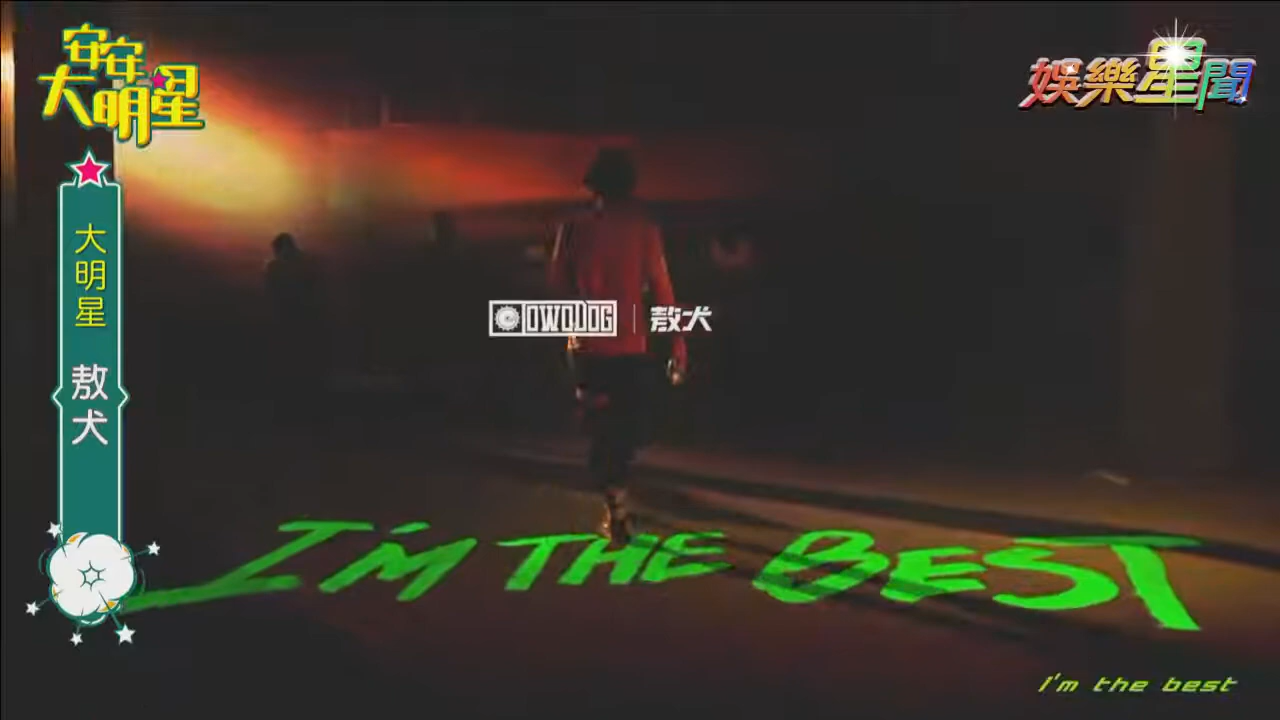 安安
大明星
娛樂星聞
大明星
敖犬
OWODOG
敖犬
I'M THE BEST
i'm the best